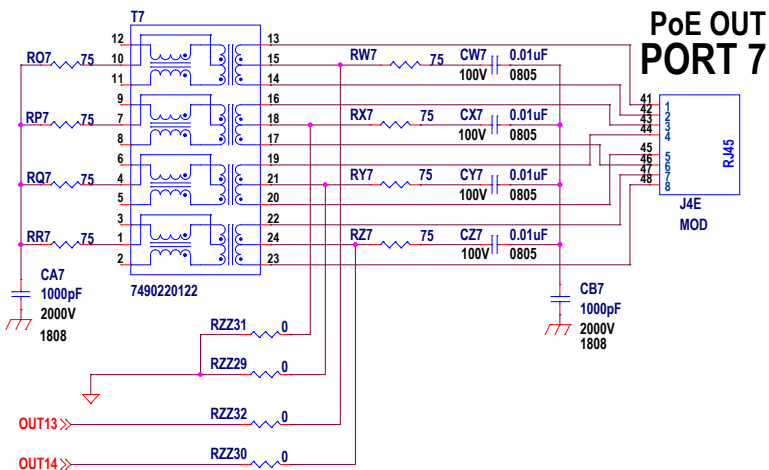 PoE OUT
PORT 7
T7
12
10
11
9
7
8
6
4
5
3
1
2
13
15
14
16
18
17
19
21
20
22
24
23
RO7 75
RP7 75
RQ7 75
RR7 75
RW7 75 CW7 0.01uF
100V 0805
RX7 75 CX7 0.01uF
100V 0805
RY7 75 CY7 0.01uF
100V 0805
RZ7 75 CZ7 0.01uF
100V 0805
41
42
43
44
45
46
47
48
1
2
3
4
5
6
7
8
RJ45
J4E
MOD
CA7
1000pF
2000V
1808
7490220122
CB7
1000pF
2000V
1808
RZZ31 0
RZZ29 0
OUT13 RZZ32 0
OUT14 RZZ30 0